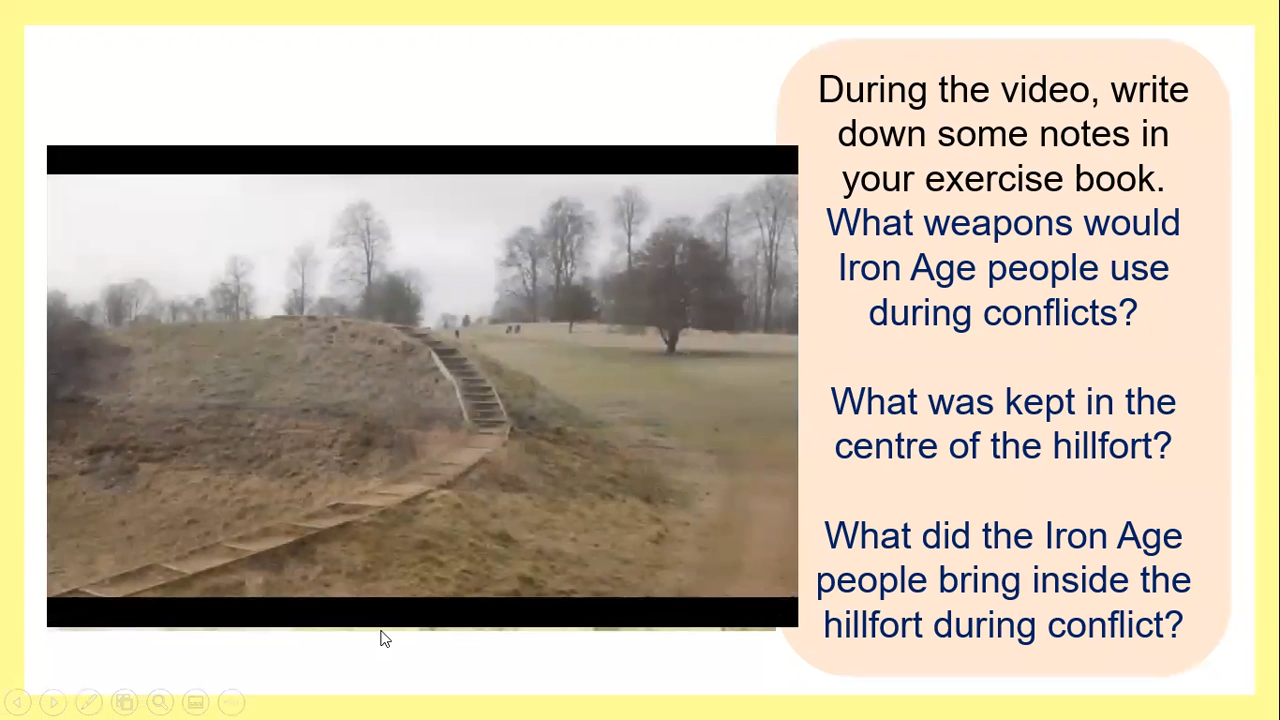 During the video, write
down some notes in
your exercise book.
What weapons would
Iron Age people use
during conflicts?
What was kept in the
centre of the hillfort?
What did the Iron Age
people bring inside the
hillfort during conflict?